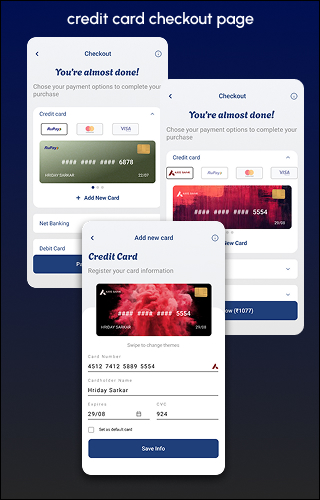 credit card checkout page
Checkout
You're almost done!
Chose your payment options to complete your
purchase
Credit card
RuPay
VISA
RuPay
#### #### #### 6878
HRIDAY SARKAR 22/07
+ Add New Card
Net Banking
Debit Card
Pa
Checkout
You're almost done!
Chose your payment options to complete your
purchase
Credit card
AXIS BANK RuPay VISA
AXIS BANK
#### #### #### 5554
29/08
ew Card
ow (₹1077)
Add new card
Credit Card
Register your card information
AXIS BANK
#### #### #### 5554
HRIDAY SARKAR 29/08
Swipe to change themes
Card Number
4512 7412 5889 5554
Cardholder Name
Hriday Sarkar
Expires CVC
29/08 924
Set as default card
Save Info